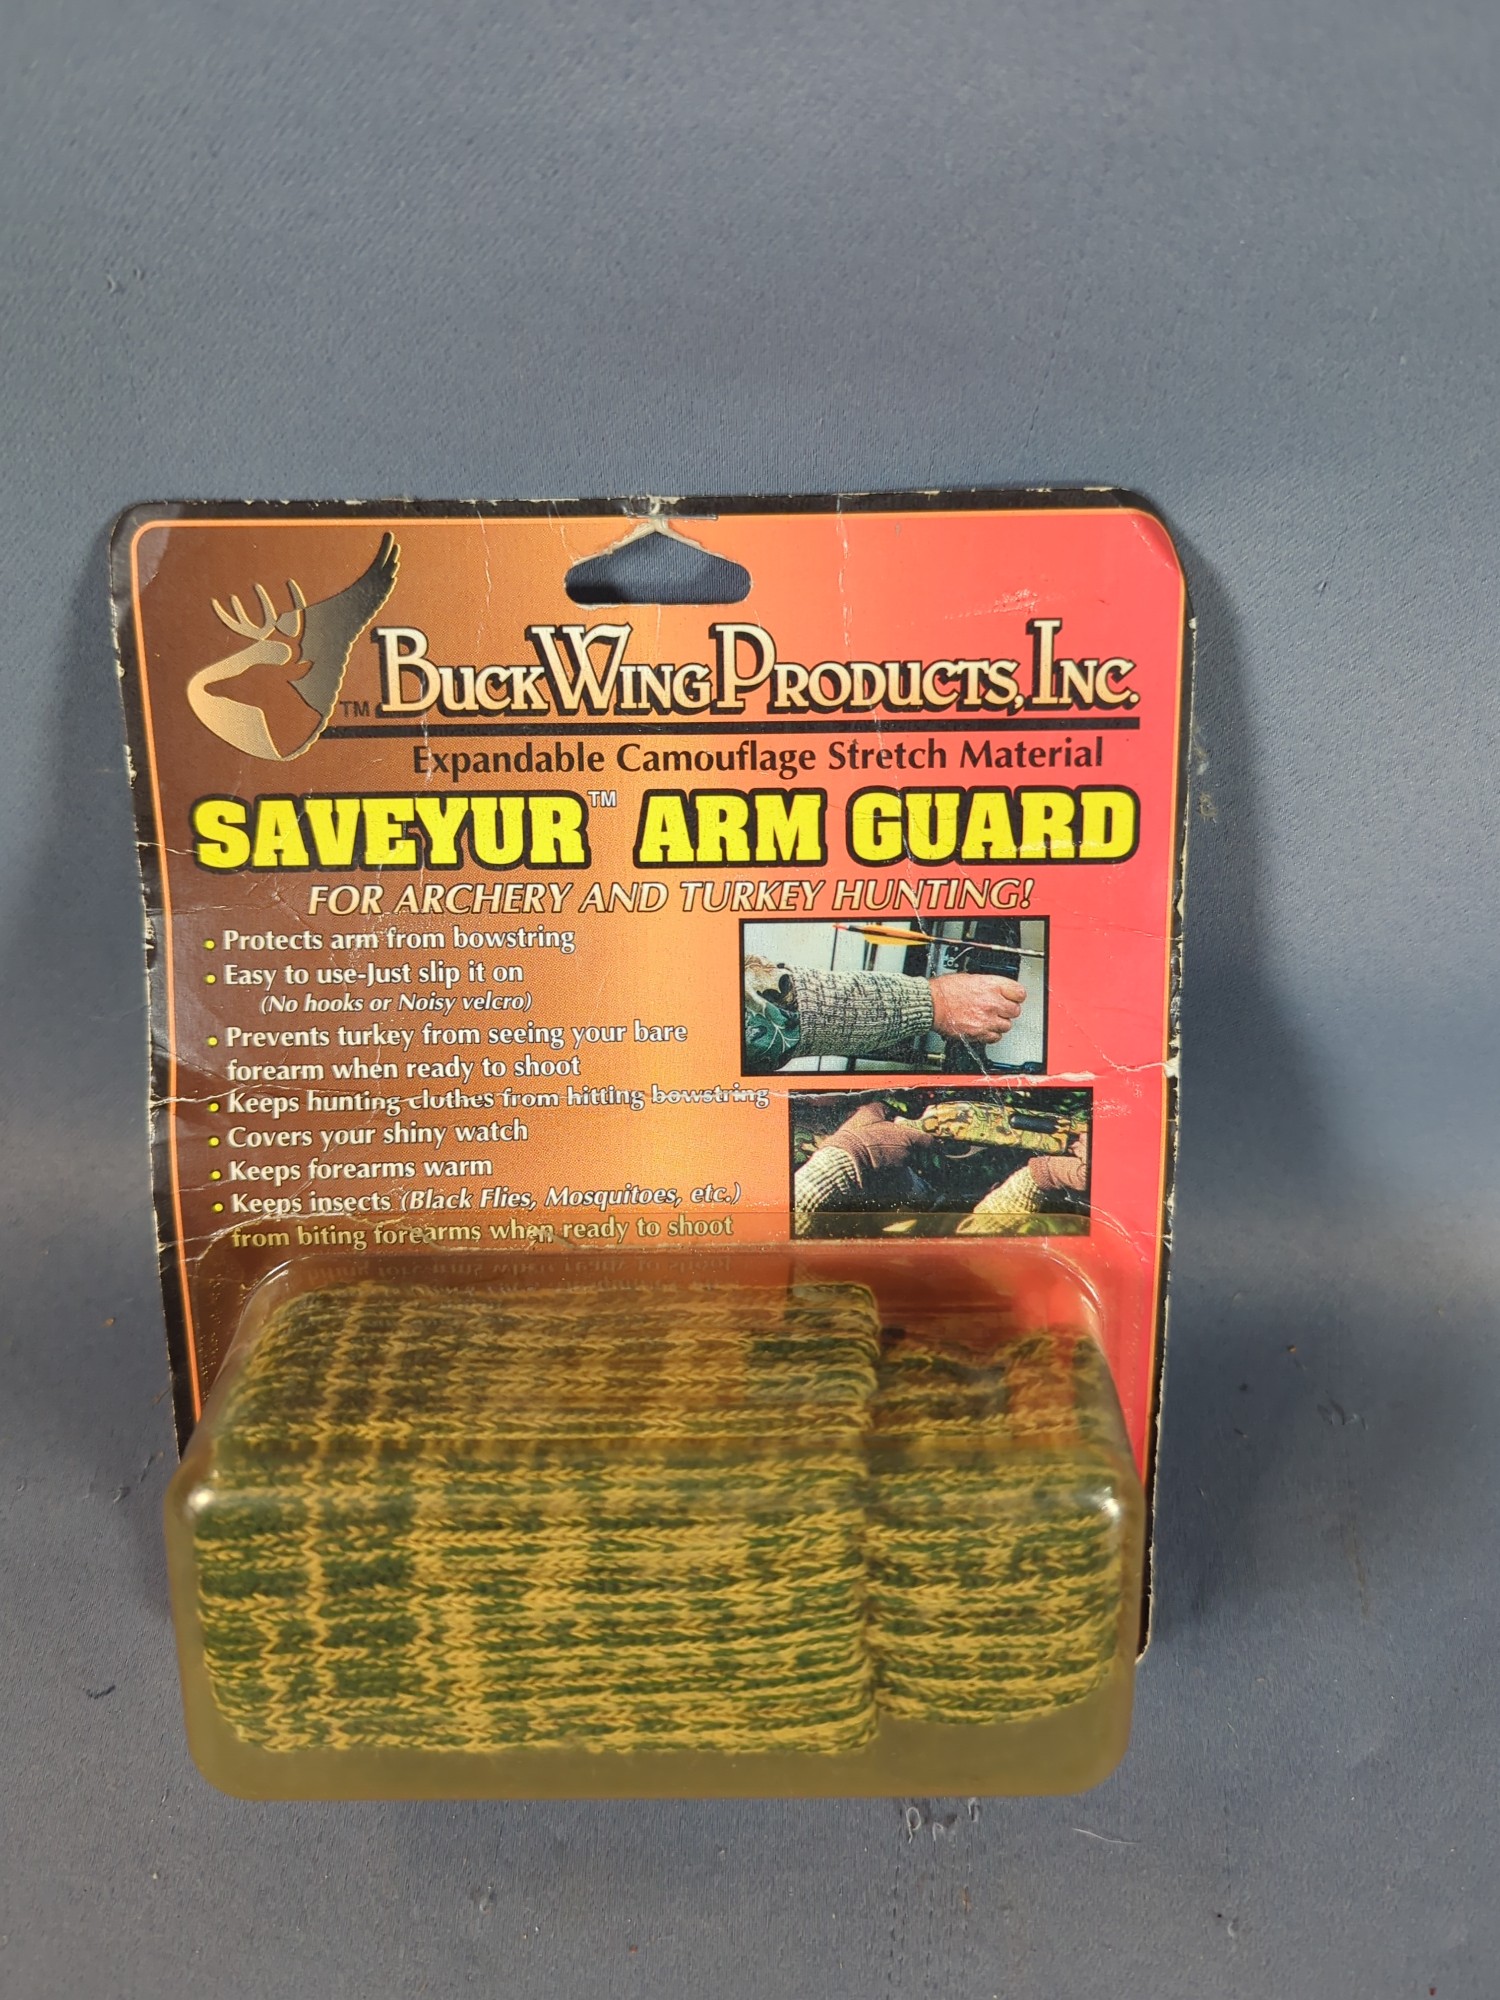 ™ BuckWing Products, Inc.
Expandable Camouflage Stretch Material
SAVEYUR™ ARM GUARD
FOR ARCHERY AND TURKEY HUNTING!
• Protects arm from bowstring
• Easy to use-Just slip it on
(No hooks or Noisy velcro)
• Prevents turkey from seeing your bare
forearm when ready to shoot
• Keeps hunting clothes from hitting bowstring
• Covers your shiny watch
• Keeps forearms warm
• Keeps insects (Black Flies, Mosquitoes, etc.)
from biting forearms when ready to shoot